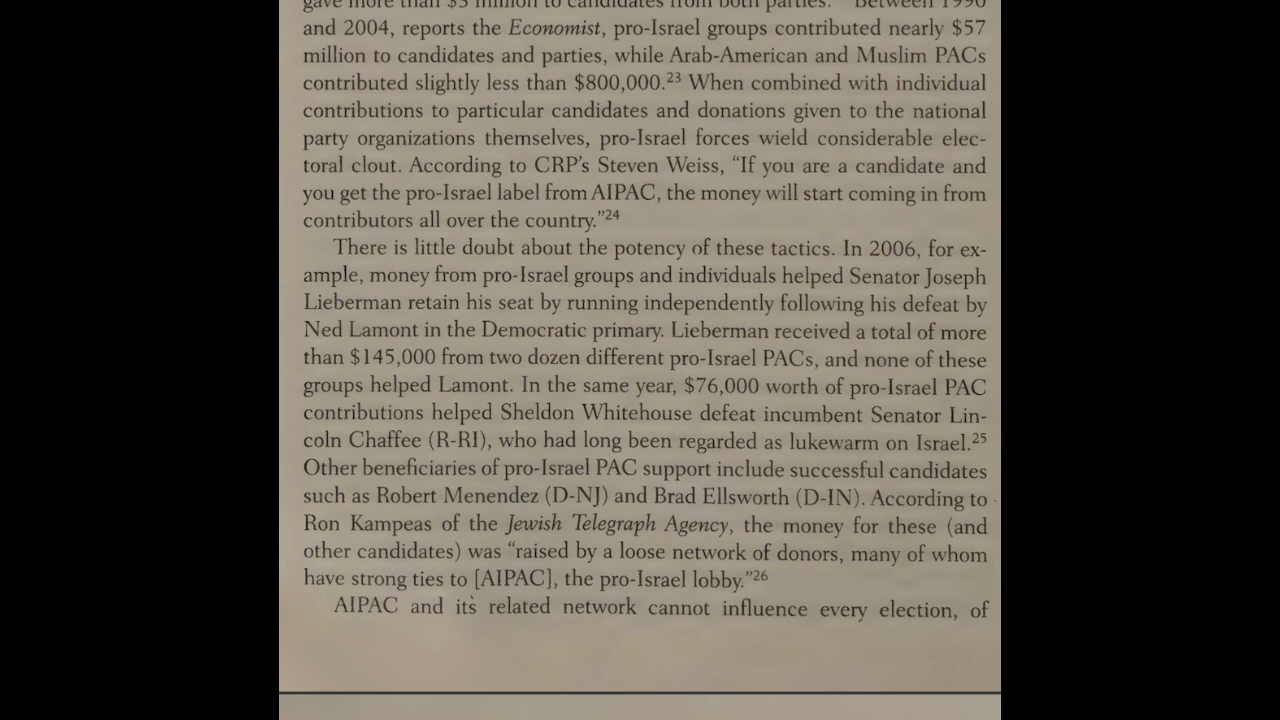 gave more than $3 million to candidates from both parties. Between 1990
and 2004, reports the Economist, pro-Israel groups contributed nearly $57
million to candidates and parties, while Arab-American and Muslim PACs
contributed slightly less than $800,000.23 When combined with individual
contributions to particular candidates and donations given to the national
party organizations themselves, pro-Israel forces wield considerable elec-
toral clout. According to CRP’s Steven Weiss, “If you are a candidate and
you get the pro-Israel label from AIPAC, the money will start coming in from
contributors all over the country.”24
There is little doubt about the potency of these tactics. In 2006, for ex-
ample, money from pro-Israel groups and individuals helped Senator Joseph
Lieberman retain his seat by running independently following his defeat by
Ned Lamont in the Democratic primary. Lieberman received a total of more
than $145,000 from two dozen different pro-Israel PACs, and none of these
groups helped Lamont. In the same year, $76,000 worth of pro-Israel PAC
contributions helped Sheldon Whitehouse defeat incumbent Senator Lin-
coln Chaffee (R-RI), who had long been regarded as lukewarm on Israel.25
Other beneficiaries of pro-Israel PAC support include successful candidates
such as Robert Menendez (D-NJ) and Brad Ellsworth (D-IN). According to
Ron Kampeas of the Jewish Telegraph Agency, the money for these (and
other candidates) was “raised by a loose network of donors, many of whom
have strong ties to [AIPAC], the pro-Israel lobby.”26
AIPAC and its related network cannot influence every election, of